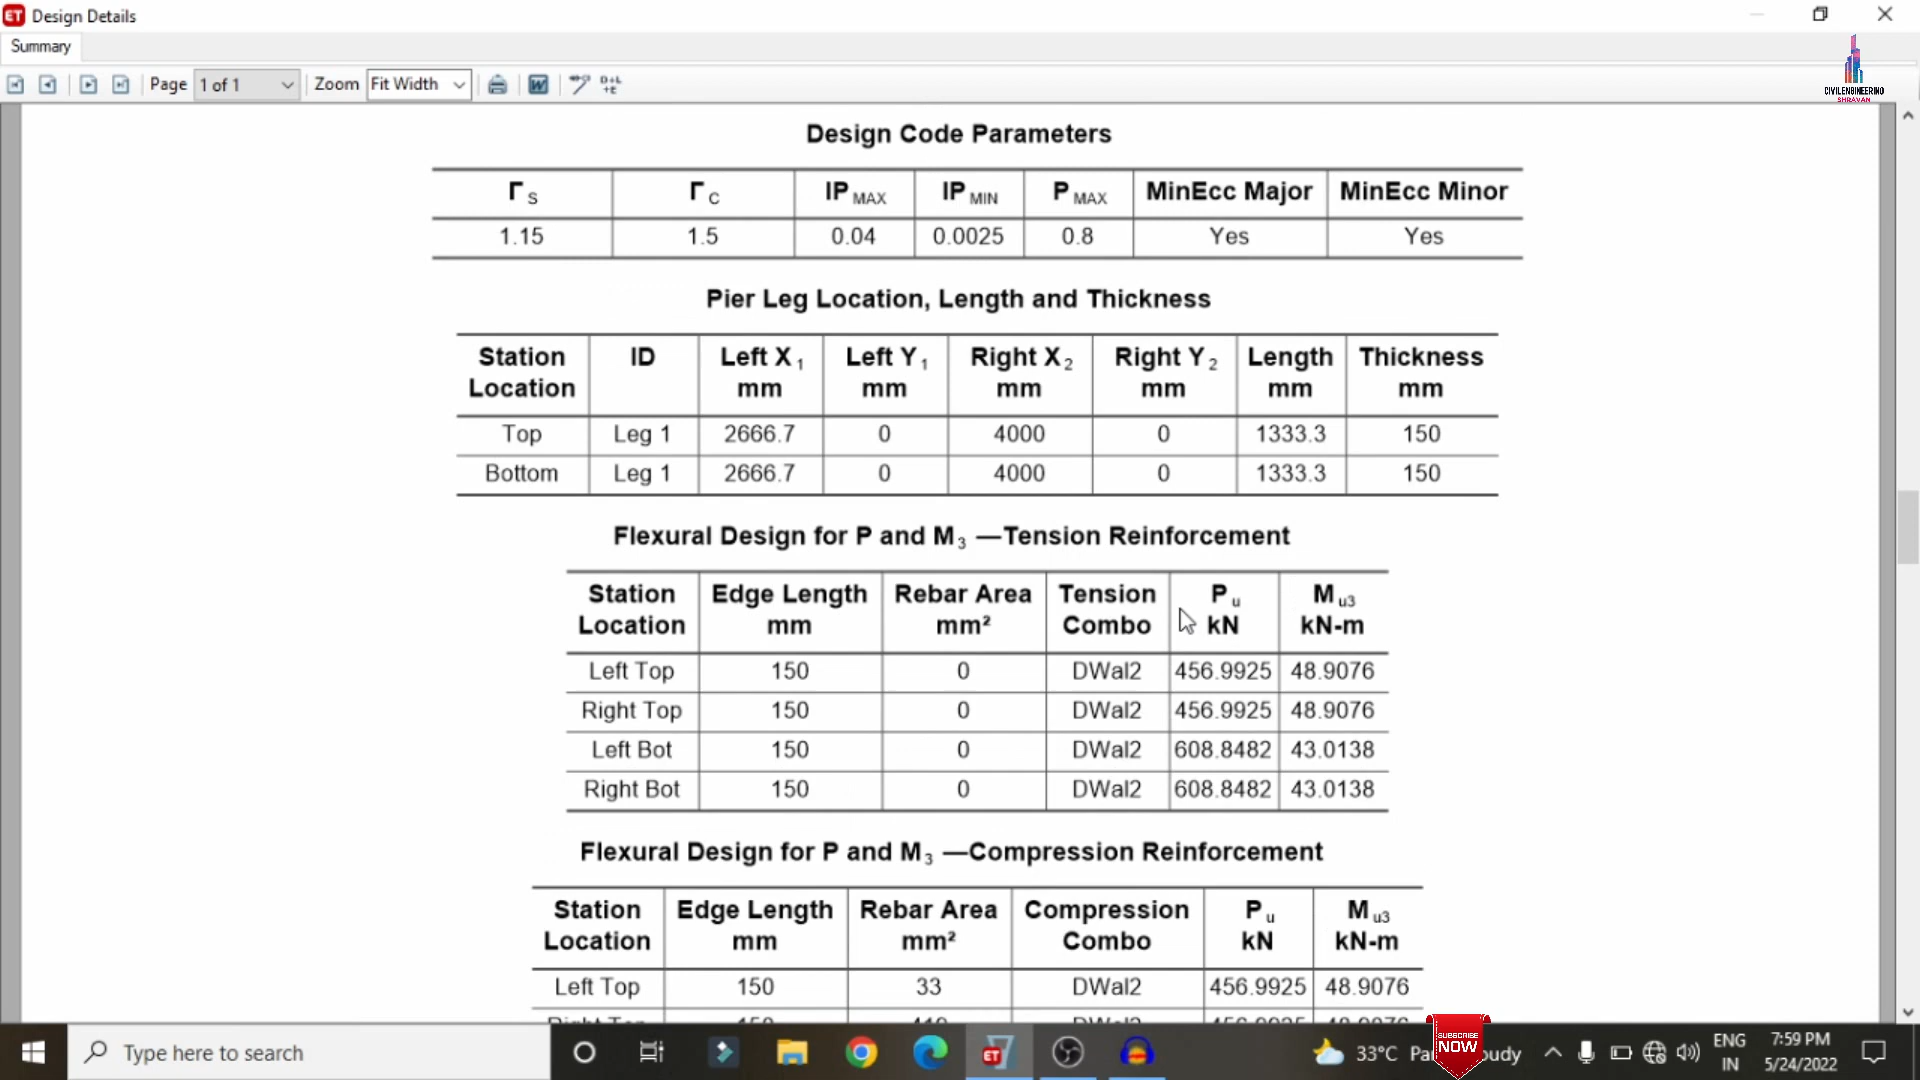 ET Design Details
Summary
Page 1 of 1 Zoom Fit Width D+L +E
CIVILENGINEERING
SHRAVAN
Design Code Parameters
ΓS ΓC IPMAX IPMIN PMAX MinEcc Major MinEcc Minor
1.15 1.5 0.04 0.0025 0.8 Yes Yes
Pier Leg Location, Length and Thickness
Station Location ID Left X1 mm Left Y1 mm Right X2 mm Right Y2 mm Length mm Thickness mm
Top Leg 1 2666.7 0 4000 0 1333.3 150
Bottom Leg 1 2666.7 0 4000 0 1333.3 150
Flexural Design for P and M3 —Tension Reinforcement
Station Location Edge Length mm Rebar Area mm² Tension Combo Pu kN Mu3 kN-m
Left Top 150 0 DWal2 456.9925 48.9076
Right Top 150 0 DWal2 456.9925 48.9076
Left Bot 150 0 DWal2 608.8482 43.0138
Right Bot 150 0 DWal2 608.8482 43.0138
Flexural Design for P and M3 —Compression Reinforcement
Station Location Edge Length mm Rebar Area mm² Compression Combo Pu kN Mu3 kN-m
Left Top 150 33 DWal2 456.9925 48.9076
Type here to search
33°C
SUBSCRIBE
NOW
ENG
IN
7:59 PM
5/24/2022